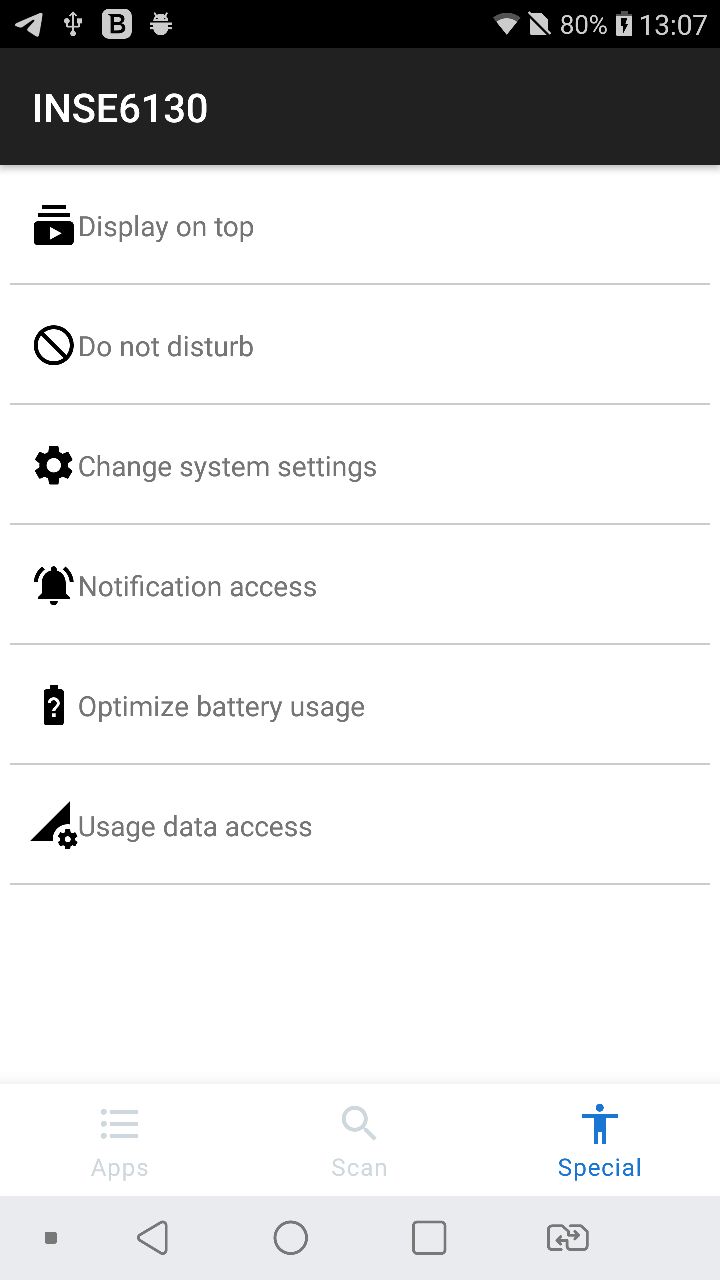 B 80% 13:07
INSE6130
Display on top
Do not disturb
Change system settings
Notification access
Optimize battery usage
Usage data access
Apps Scan Special